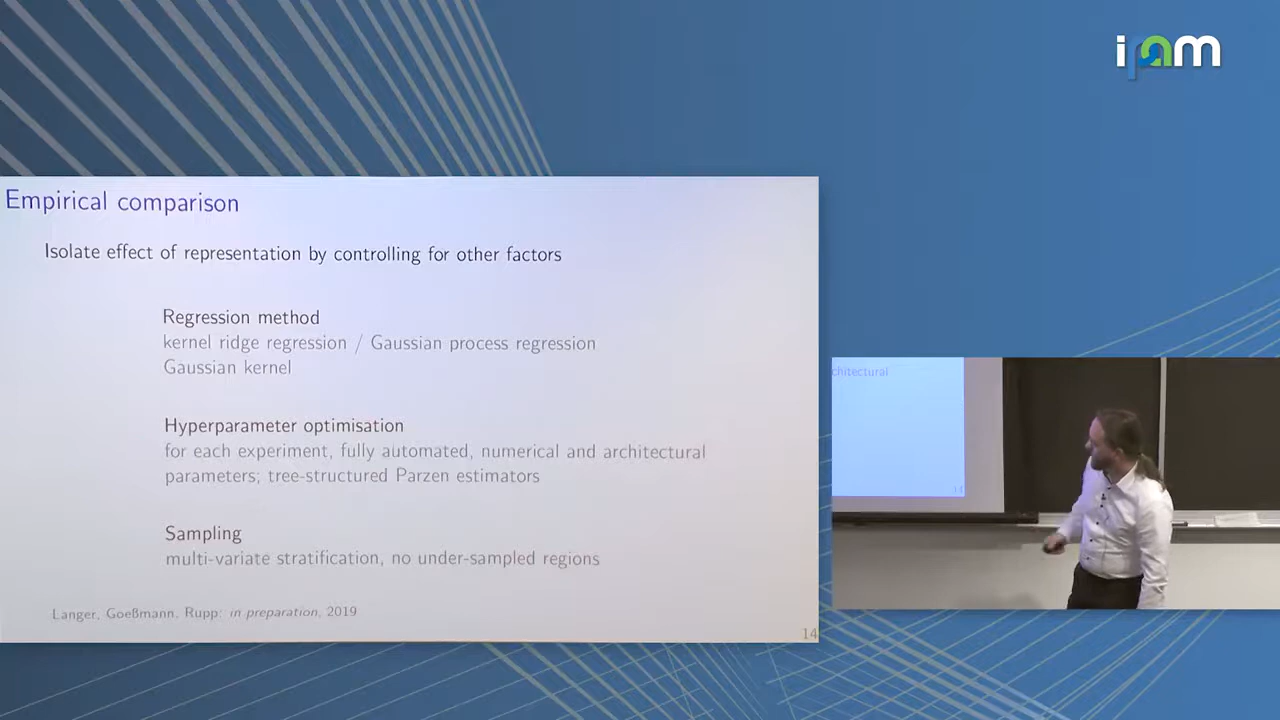 ipam
Empirical comparison
Isolate effect of representation by controlling for other factors
Regression method
kernel ridge regression / Gaussian process regression
Gaussian kernel
Hyperparameter optimisation
for each experiment, fully automated, numerical and architectural
parameters; tree-structured Parzen estimators
Sampling
multi-variate stratification, no under-sampled regions
Langer, Goeßmann, Rupp: in preparation, 2019
14
chitectural
14